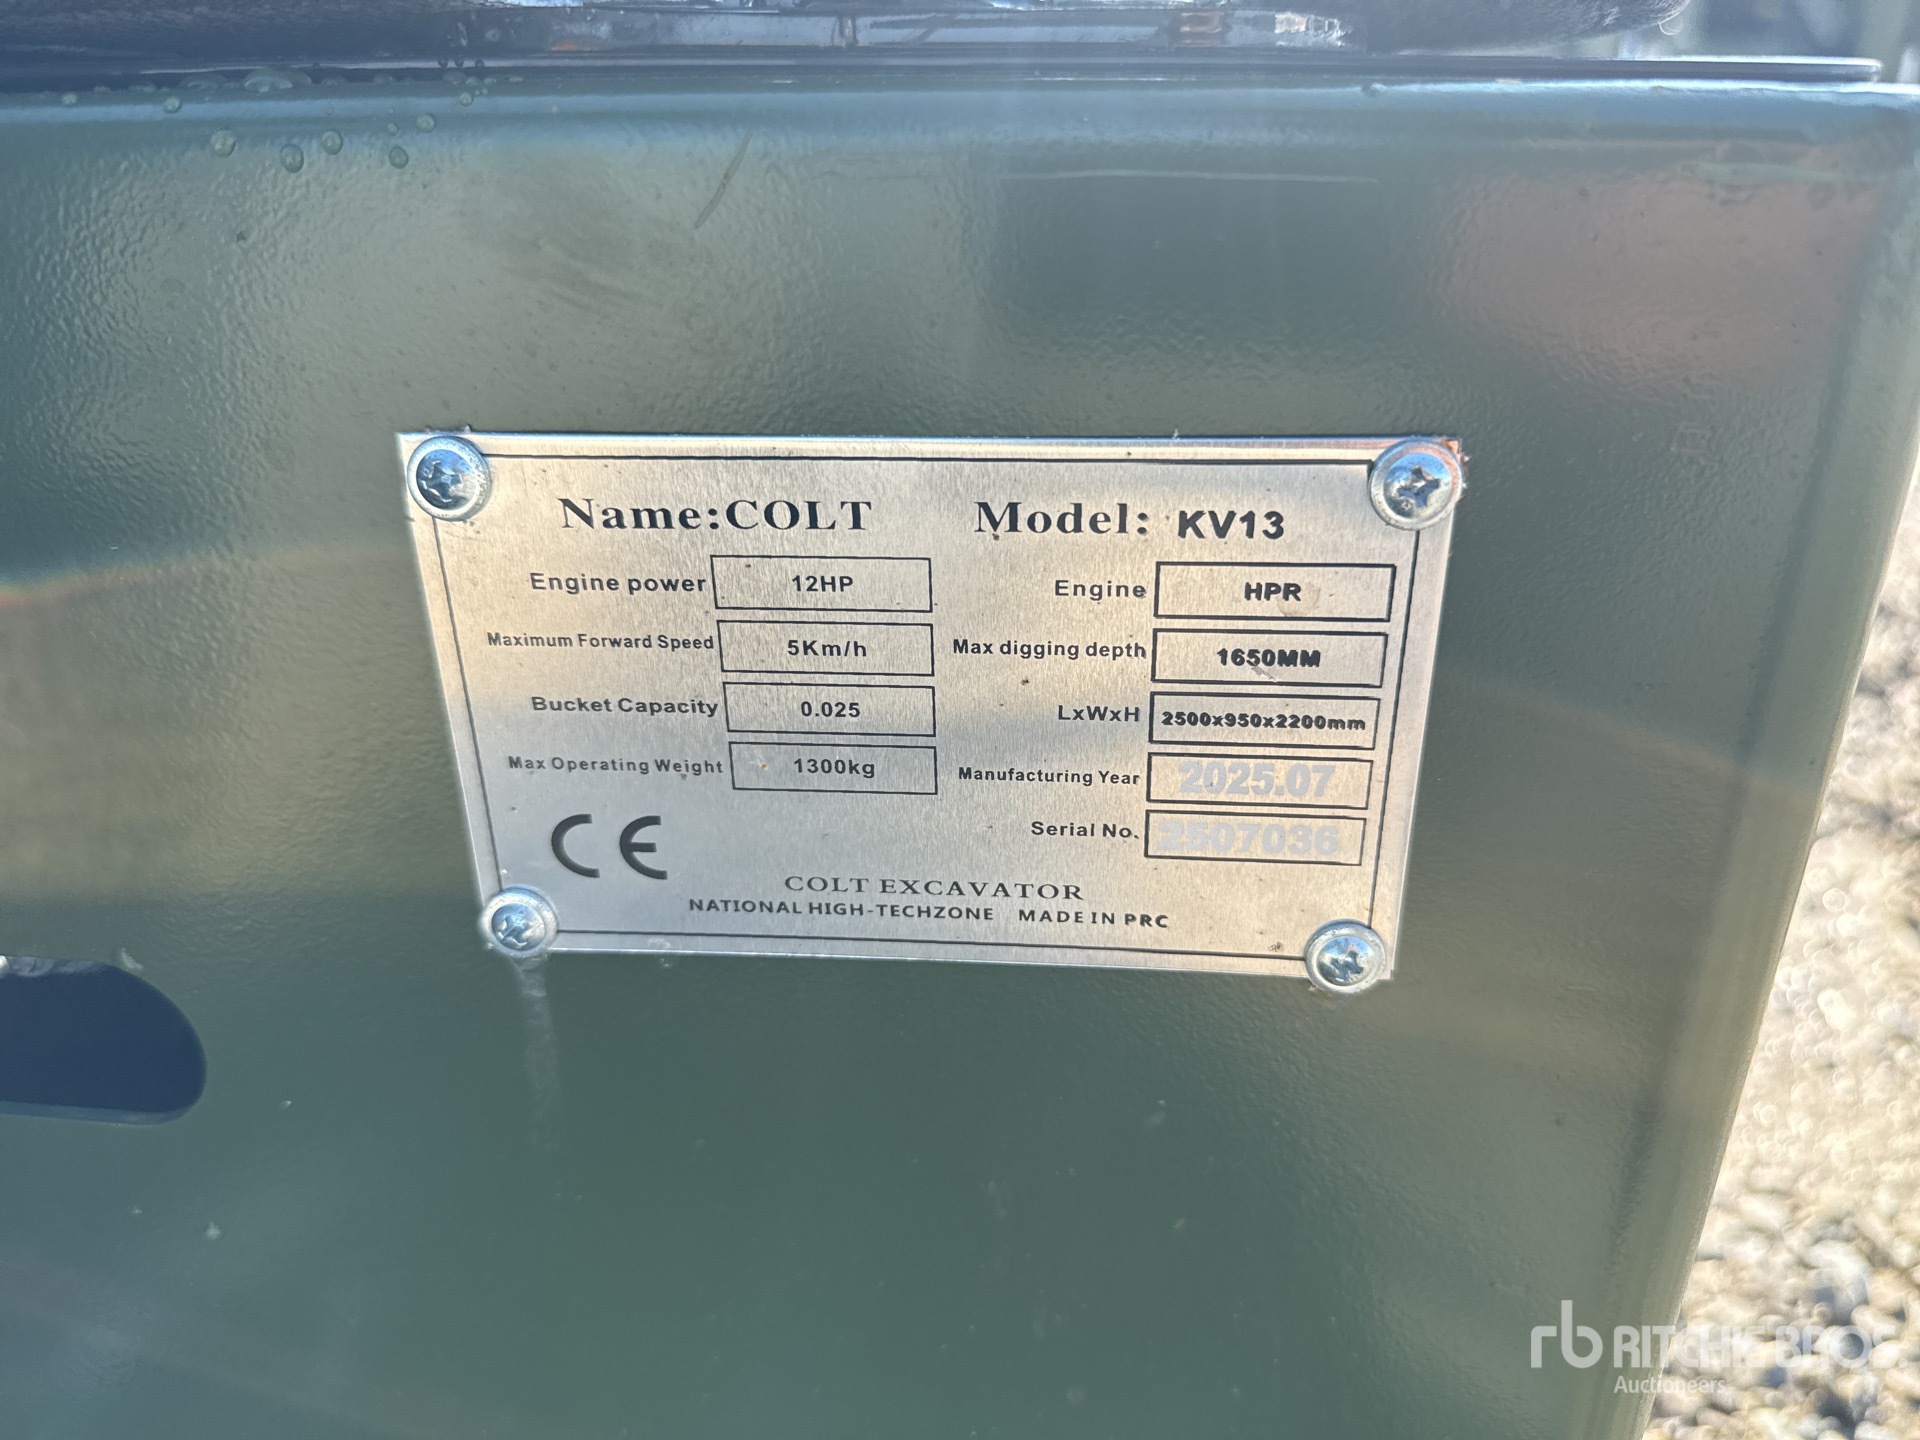 Name:COLT Model: KV13
Engine power 12HP Engine HPR
Maximum Forward Speed 5Km/h Max digging depth 1650MM
Bucket Capacity 0.025 LxWxH 2500x950x2200mm
Max Operating Weight 1300kg Manufacturing Year 2025.07
Serial No. 2507036
CE
COLT EXCAVATOR
NATIONAL HIGH-TECHZONE MADE IN PRC
rb RITCHIE BROS.
Auctioneers